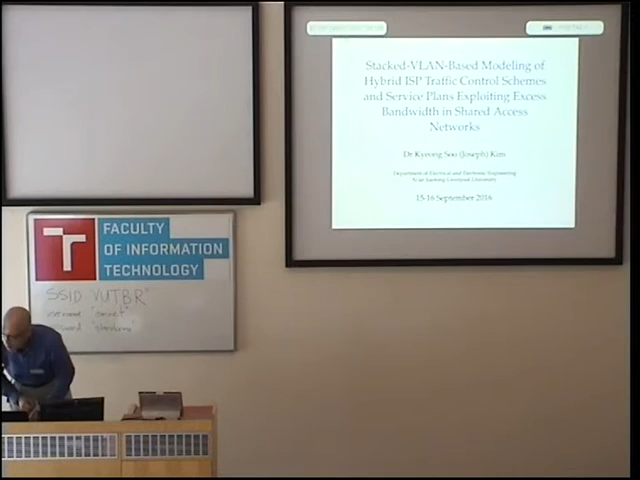 Stacked-VLAN-Based Modeling of
Hybrid ISP Traffic Control Schemes
and Service Plans Exploiting Excess
Bandwidth in Shared Access
Networks
Dr Kyeong Soo (Joseph) Kim
Department of Electrical and Electronic Engineering
Xi'an Jiaotong-Liverpool University
15-16 September 2016
FACULTY
OF INFORMATION
TECHNOLOGY
SSID VUTBR"